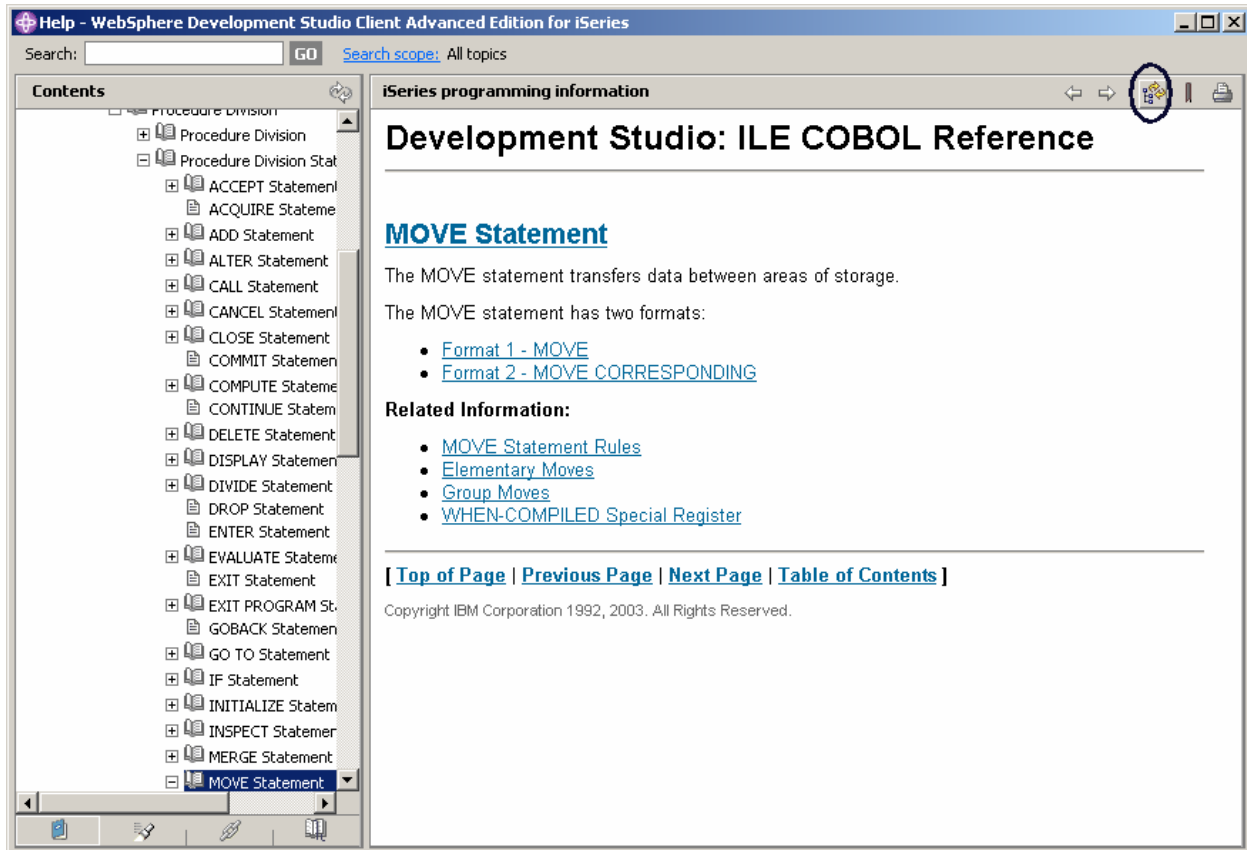 Help - WebSphere Development Studio Client Advanced Edition for iSeries
Search:
GO
Search scope: All topics
Contents
Procedure Division
Procedure Division
Procedure Division Stat
ACCEPT Statement
ACQUIRE Stateme
ADD Statement
ALTER Statement
CALL Statement
CANCEL Statement
CLOSE Statement
COMMIT Statemen
COMPUTE Stateme
CONTINUE Statem
DELETE Statement
DISPLAY Statemen
DIVIDE Statement
DROP Statement
ENTER Statement
EVALUATE Stateme
EXIT Statement
EXIT PROGRAM St
GOBACK Statemen
GO TO Statement
IF Statement
INITIALIZE Statem
INSPECT Statemen
MERGE Statement
MOVE Statement
iSeries programming information
Development Studio: ILE COBOL Reference
MOVE Statement
The MOVE statement transfers data between areas of storage.
The MOVE statement has two formats:
• Format 1 - MOVE
• Format 2 - MOVE CORRESPONDING
Related Information:
• MOVE Statement Rules
• Elementary Moves
• Group Moves
• WHEN-COMPILED Special Register
[ Top of Page | Previous Page | Next Page | Table of Contents ]
Copyright IBM Corporation 1992, 2003. All Rights Reserved.